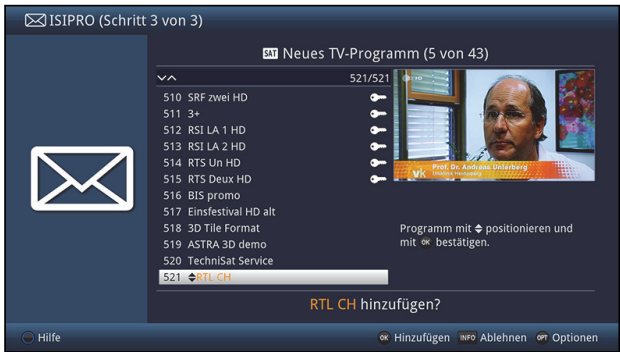 ISIPRO (Schritt 3 von 3)
SAT Neues TV-Programm (5 von 43)
521/521
510 SRF zwei HD
511 3+
512 RSI LA 1 HD
513 RSI LA 2 HD
514 RTS Un HD
515 RTS Deux HD
516 BIS promo
517 Einsfestival HD alt
518 3D Tile Format
519 ASTRA 3D demo
520 TechniSat Service
521 RTL CH
vk Prof. Dr. Andreas Unterberg
Uniklinik Heidelberg
Programm mit positionieren und
mit OK bestätigen.
RTL CH hinzufügen?
Hilfe
OK Hinzufügen INFO Ablehnen OPT Optionen